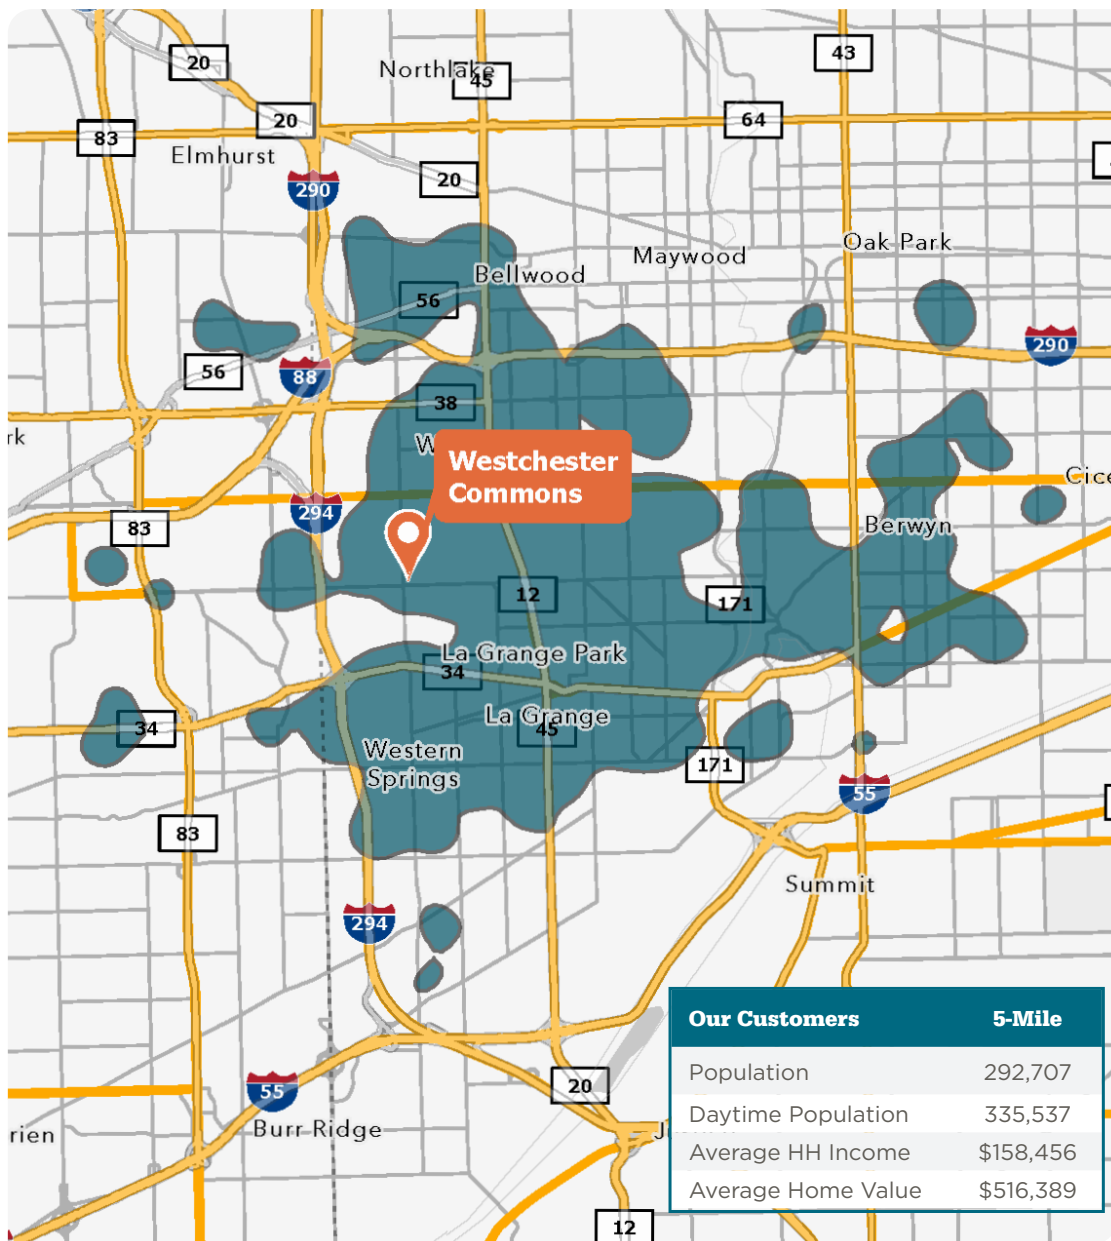 20
Northlake
45
43
83
20
64
Elmhurst
20
290
Oak Park
Maywood
Bellwood
56
290
56
88
38
Westchester
Commons
294
83
Berwyn
12
171
La Grange Park
34
La Grange
34
45
Western
Springs
171
55
83
Summit
294
Our Customers 5-Mile
Population 292,707
Daytime Population 335,537
Average HH Income $158,456
Average Home Value $516,389
20
55
Burr Ridge
12